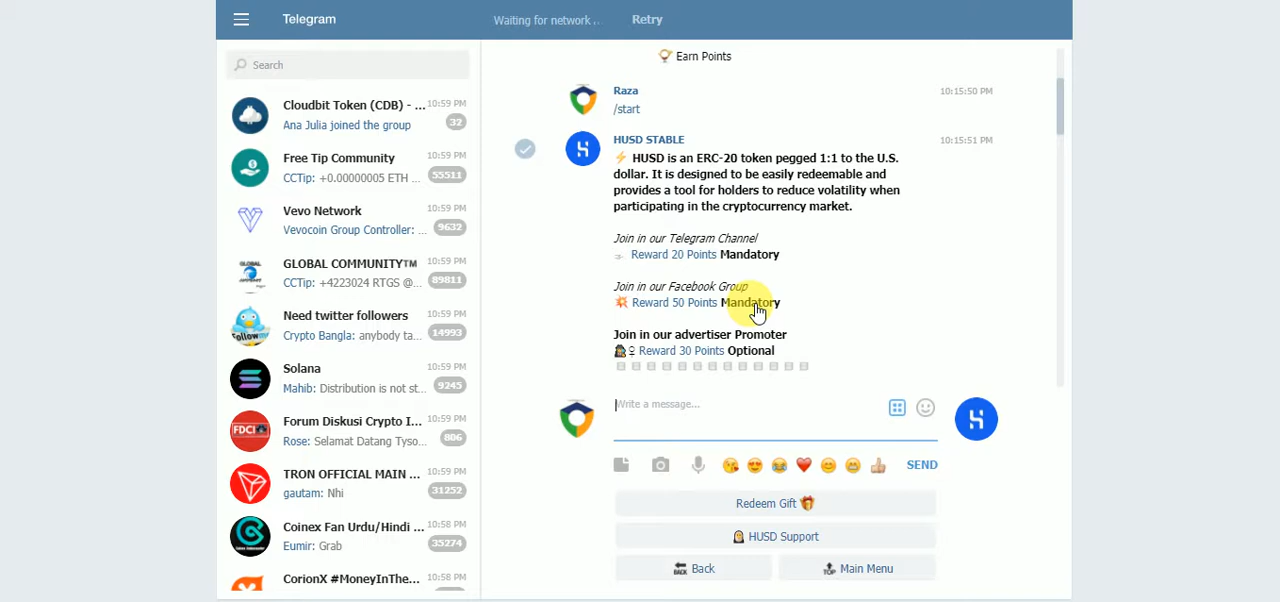 Telegram
Waiting for network ..
Retry
Search
Cloudbit Token (CDB) - ... 10:59 PM
Ana Julia joined the group 32
Free Tip Community 10:59 PM
CCTip: +0.00000005 ETH ... 55511
Vevo Network 10:59 PM
Vevocoin Group Controller: ... 9632
GLOBAL COMMUNITY™ 10:59 PM
CCTip: +4223024 RTGS @... 89811
Need twitter followers 10:59 PM
Crypto Bangla: anybody ta... 14993
Follow
Solana 10:59 PM
Mahib: Distribution is not st... 9245
Forum Diskusi Crypto I... 10:59 PM
FDCI
Rose: Selamat Datang Tyso... 806
TRON OFFICIAL MAIN ... 10:59 PM
gautam: Nhi 31252
Coinex Fan Urdu/Hindi ... 10:58 PM
Eumir: Grab 35274
CorionX #MoneyInThe... 10:58 PM
Earn Points
Raza 10:15:50 PM
/start
HUSD STABLE 10:15:51 PM
⚡ HUSD is an ERC-20 token pegged 1:1 to the U.S.
dollar. It is designed to be easily redeemable and
provides a tool for holders to reduce volatility when
participating in the cryptocurrency market.
Join in our Telegram Channel
Reward 20 Points Mandatory
Join in our Facebook Group
💥 Reward 50 Points Mandatory
Join in our advertiser Promoter
Reward 30 Points Optional
Write a message...
SEND
Redeem Gift 🎁
HUSD Support
BACK Back
TOP Main Menu